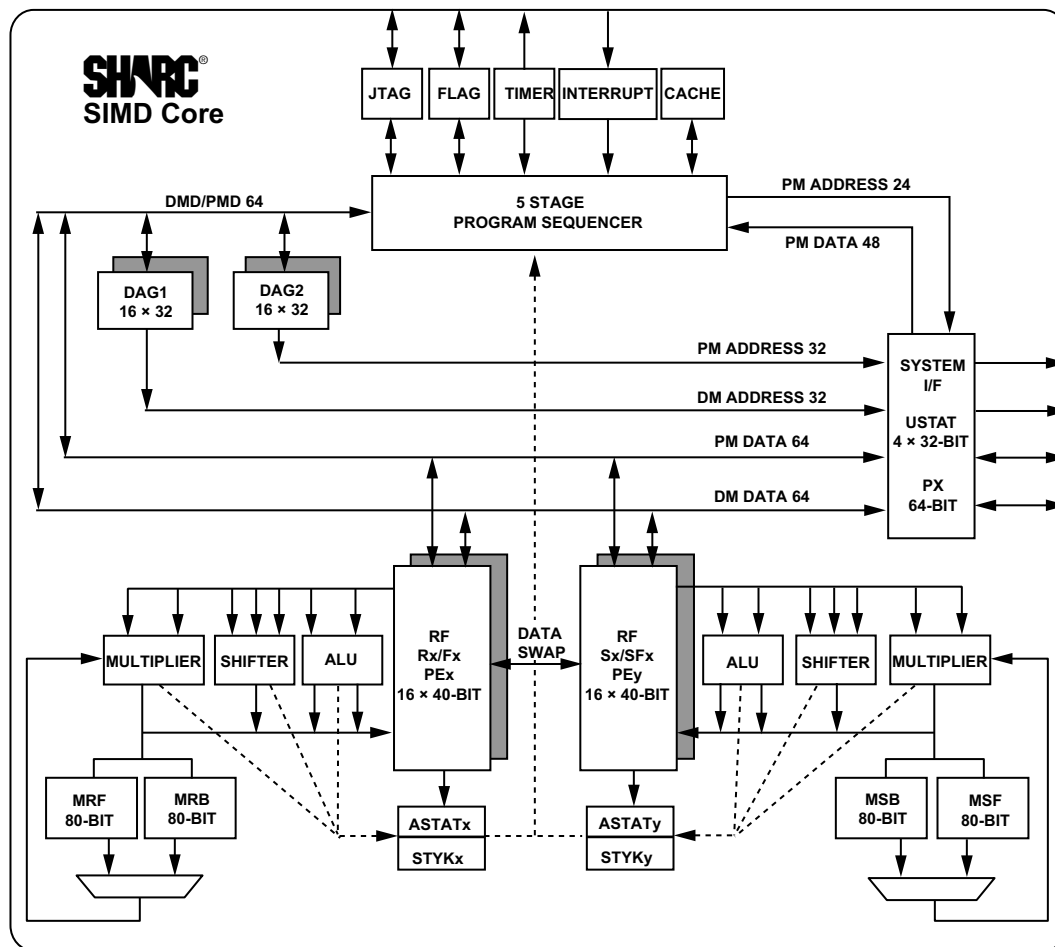 SHARC®
SIMD Core
JTAG
FLAG
TIMER
INTERRUPT
CACHE
5 STAGE
PROGRAM SEQUENCER
PM ADDRESS 24
PM DATA 48
DMD/PMD 64
DAG1
16 × 32
DAG2
16 × 32
PM ADDRESS 32
DM ADDRESS 32
PM DATA 64
DM DATA 64
SYSTEM
I/F
USTAT
4 × 32-BIT
PX
64-BIT
MULTIPLIER
SHIFTER
ALU
RF
Rx/Fx
PEx
16 × 40-BIT
DATA
SWAP
RF
Sx/SFx
PEy
16 × 40-BIT
ALU
SHIFTER
MULTIPLIER
MRF
80-BIT
MRB
80-BIT
ASTATx
STYKx
ASTATy
STYKy
MSB
80-BIT
MSF
80-BIT